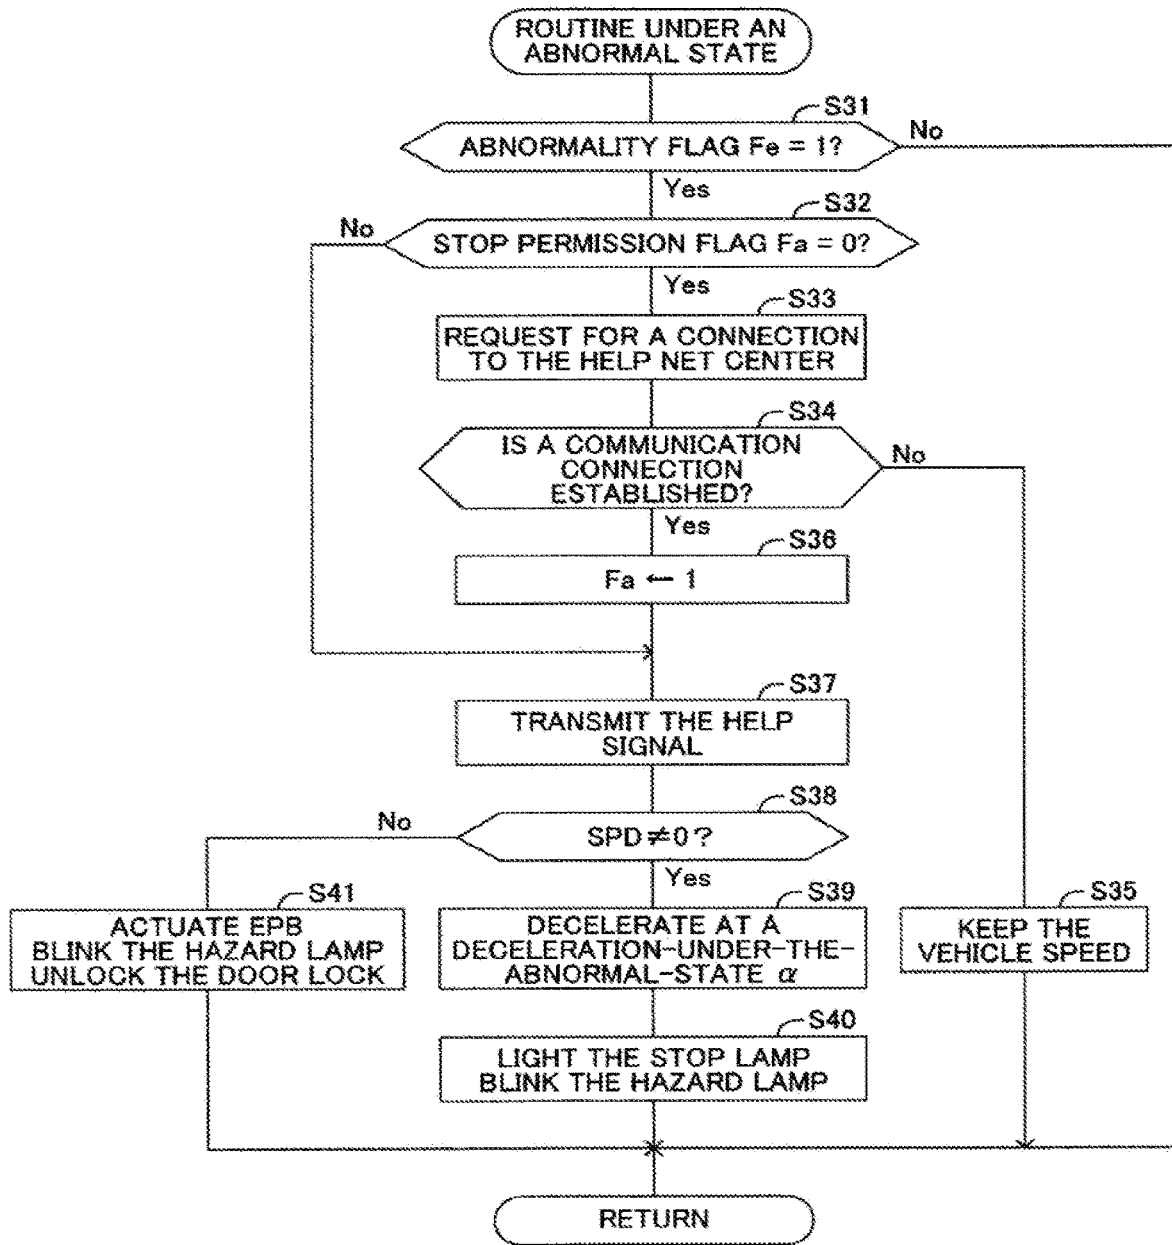 ROUTINE UNDER AN
ABNORMAL STATE
S31
ABNORMALITY FLAG Fe = 1?
No
Yes
S32
No
STOP PERMISSION FLAG Fa = 0?
Yes
S33
REQUEST FOR A CONNECTION
TO THE HELP NET CENTER
S34
IS A COMMUNICATION
CONNECTION
ESTABLISHED?
No
Yes
S36
Fa ← 1
S37
TRANSMIT THE HELP
SIGNAL
S38
No
SPD≠0?
Yes
S41
ACTUATE EPB
BLINK THE HAZARD LAMP
UNLOCK THE DOOR LOCK
S39
DECELERATE AT A
DECELERATION-UNDER-THE-
ABNORMAL-STATE α
S35
KEEP THE
VEHICLE SPEED
S40
LIGHT THE STOP LAMP
BLINK THE HAZARD LAMP
RETURN